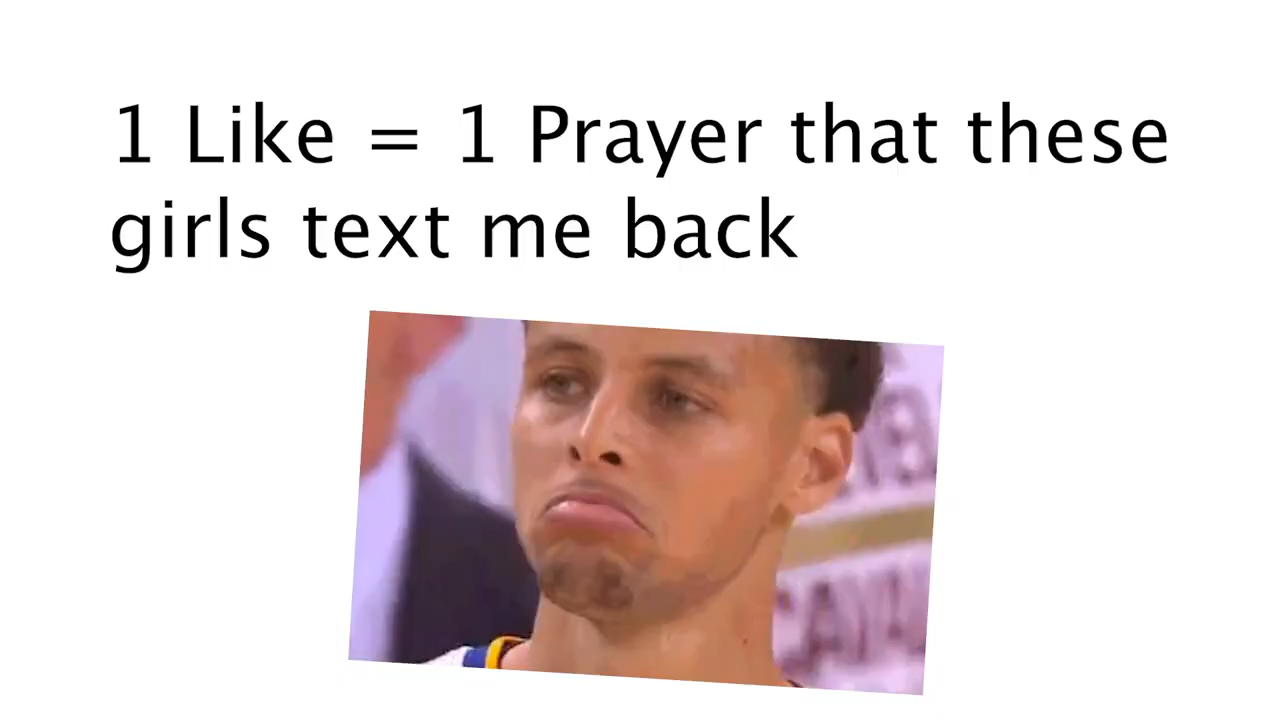 1 Like = 1 Prayer that these
girls text me back